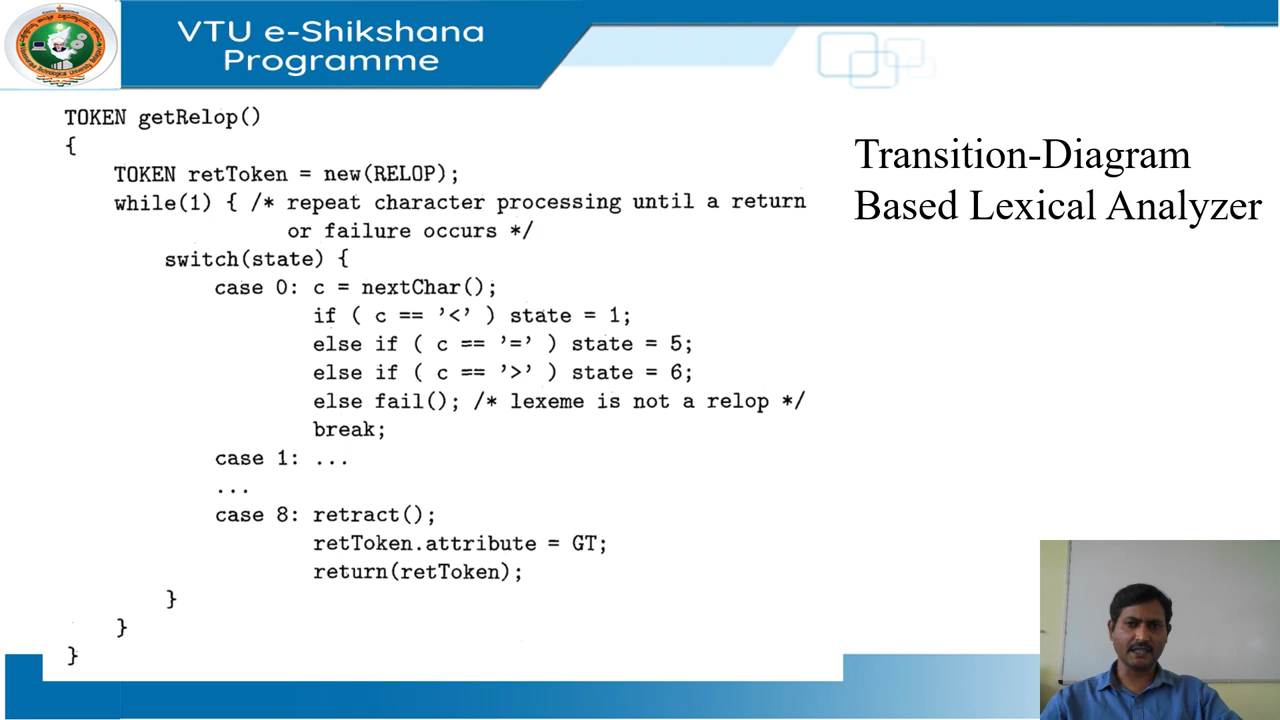 VTU e-Shikshana
Programme
TOKEN getRelop()
{
TOKEN retToken = new(RELOP);
while(1) { /* repeat character processing until a return
or failure occurs */
switch(state) {
case 0: c = nextChar();
if ( c == '<' ) state = 1;
else if ( c == '=' ) state = 5;
else if ( c == '>' ) state = 6;
else fail(); /* lexeme is not a relop */
break;
case 1: ...
...
case 8: retract();
retToken.attribute = GT;
return(retToken);
}
}
}
Transition-Diagram
Based Lexical Analyzer